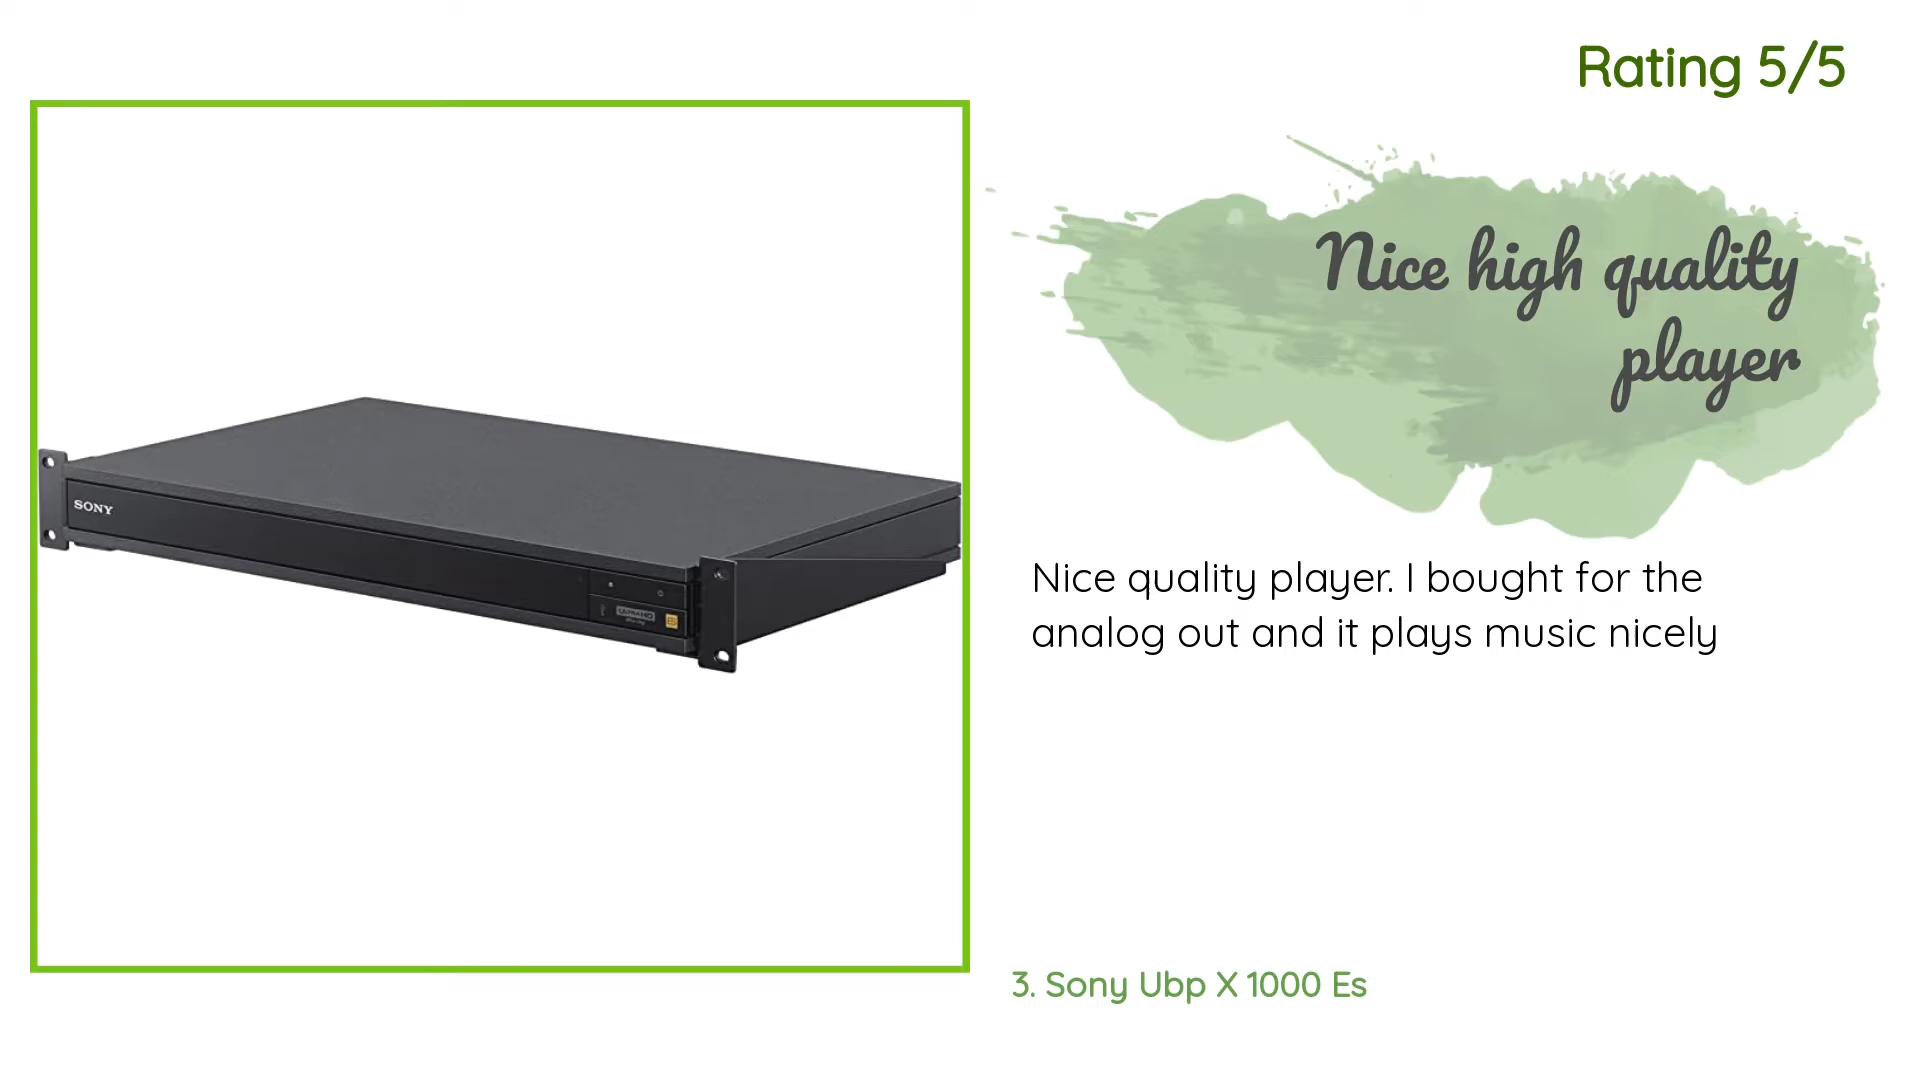 Rating 5/5
Nice high quality
player
SONY
Nice quality player. I bought for the
analog out and it plays music nicely
3. Sony Ubp X 1000 Es